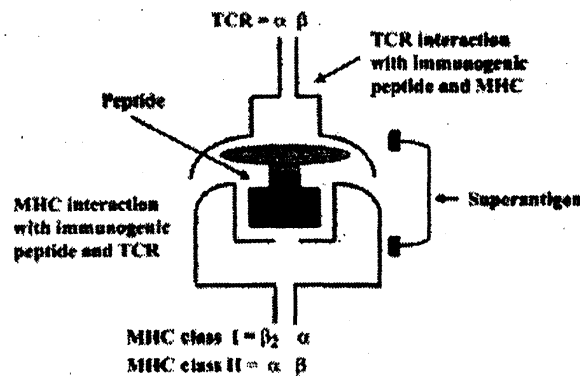 TCR = α β
TCR interaction
with immunogenic
peptide and MHC
Peptide
Superantigen
MHC interaction
with immunogenic
peptide and TCR
MHC class I = β₂ α
MHC class II = α β